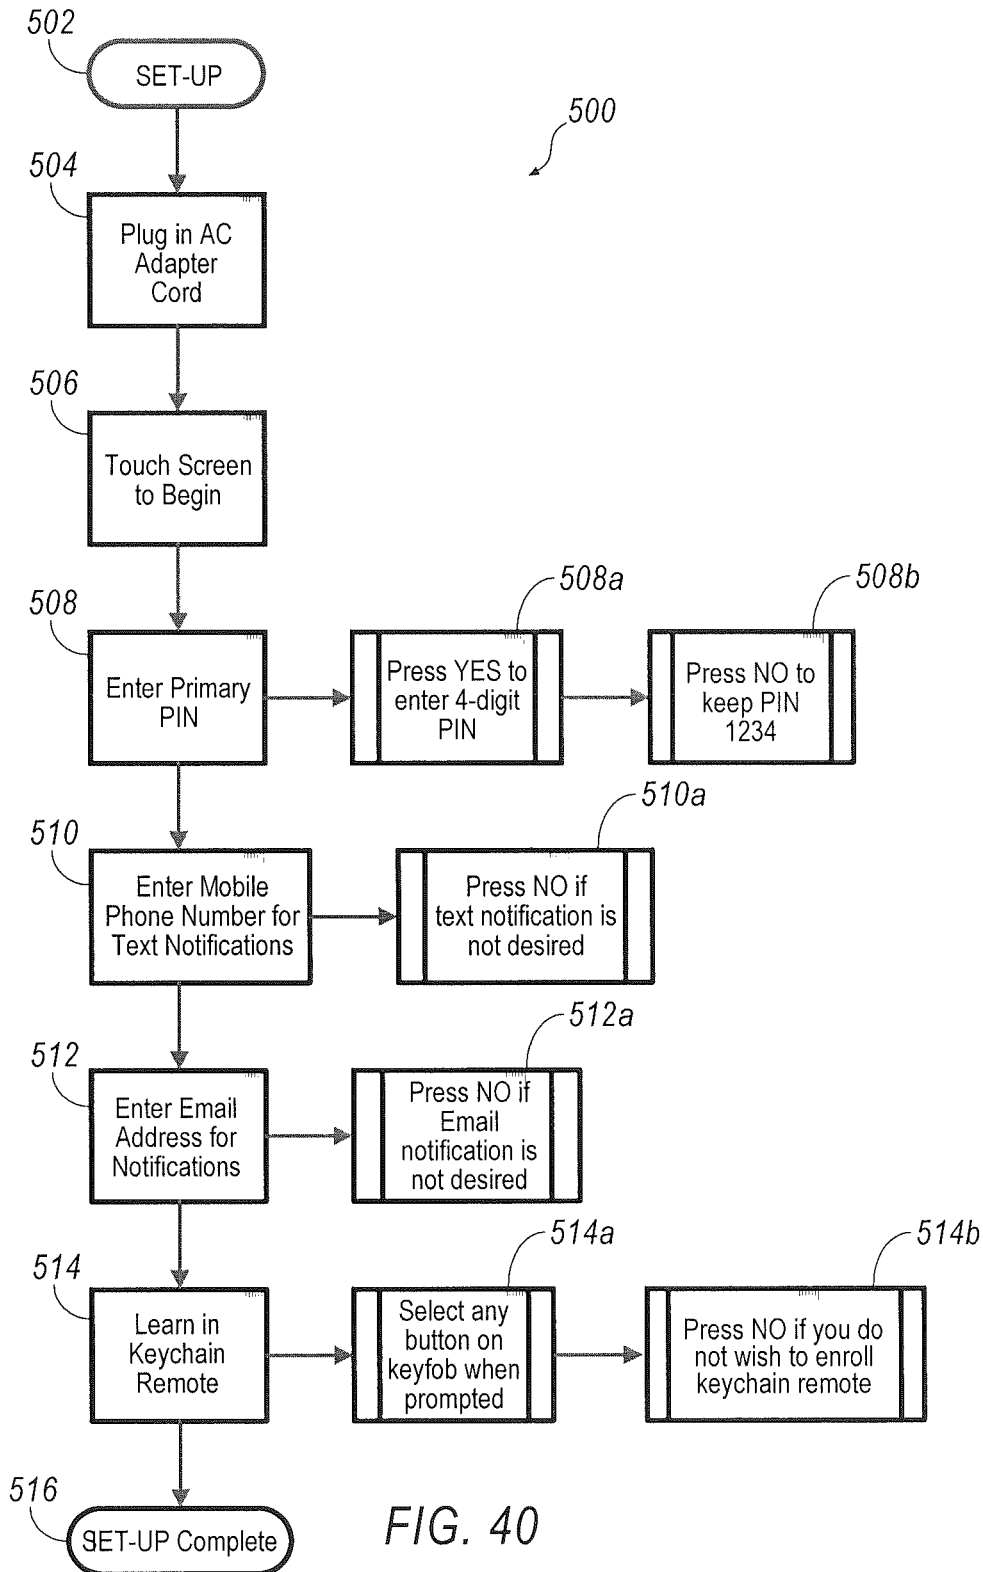 502
SET-UP
500
504
Plug in AC
Adapter
Cord
506
Touch Screen
to Begin
508
Enter Primary
PIN
508a
Press YES to
enter 4-digit
PIN
508b
Press NO to
keep PIN
1234
510
Enter Mobile
Phone Number for
Text Notifications
510a
Press NO if
text notification is
not desired
512
Enter Email
Address for
Notifications
512a
Press NO if
Email
notification is
not desired
514
Learn in
Keychain
Remote
514a
Select any
button on
keyfob when
prompted
514b
Press NO if you do
not wish to enroll
keychain remote
516
SET-UP Complete
FIG. 40